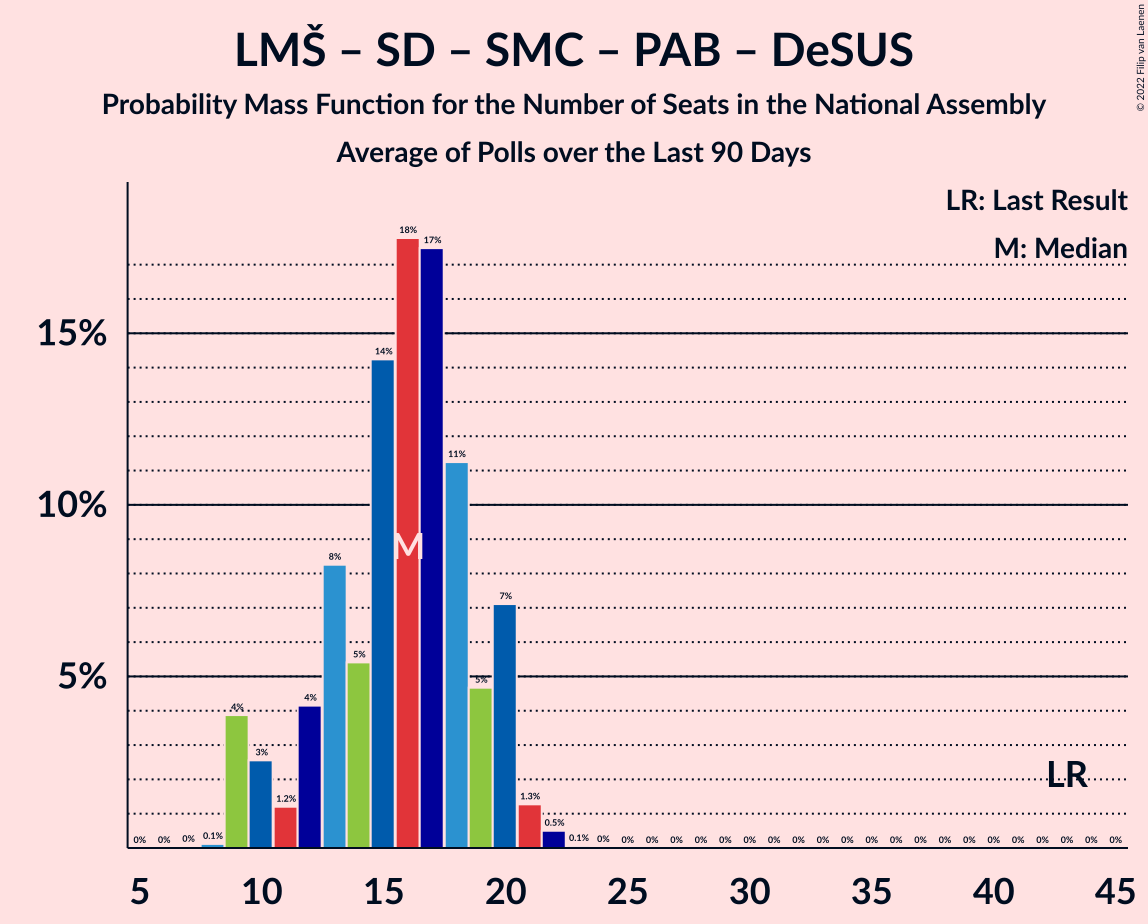 LMŠ – SD – SMC – PAB – DeSUS
Probability Mass Function for the Number of Seats in the National Assembly
Average of Polls over the Last 90 Days
© 2022 Filip van Laenen
LR: Last Result
M: Median
15%
10%
5%
0% 0% 0% 0.1% 4% 3% 1.2% 4% 8% 5% 14% 18% 17% 11% 5% 7% 1.3% 0.5% 0.1% 0% 0% 0% 0% 0% 0% 0% 0% 0% 0% 0% 0% 0% 0% 0% 0% 0% 0% 0% 0% 0% 0%
M
LR
5 10 15 20 25 30 35 40 45